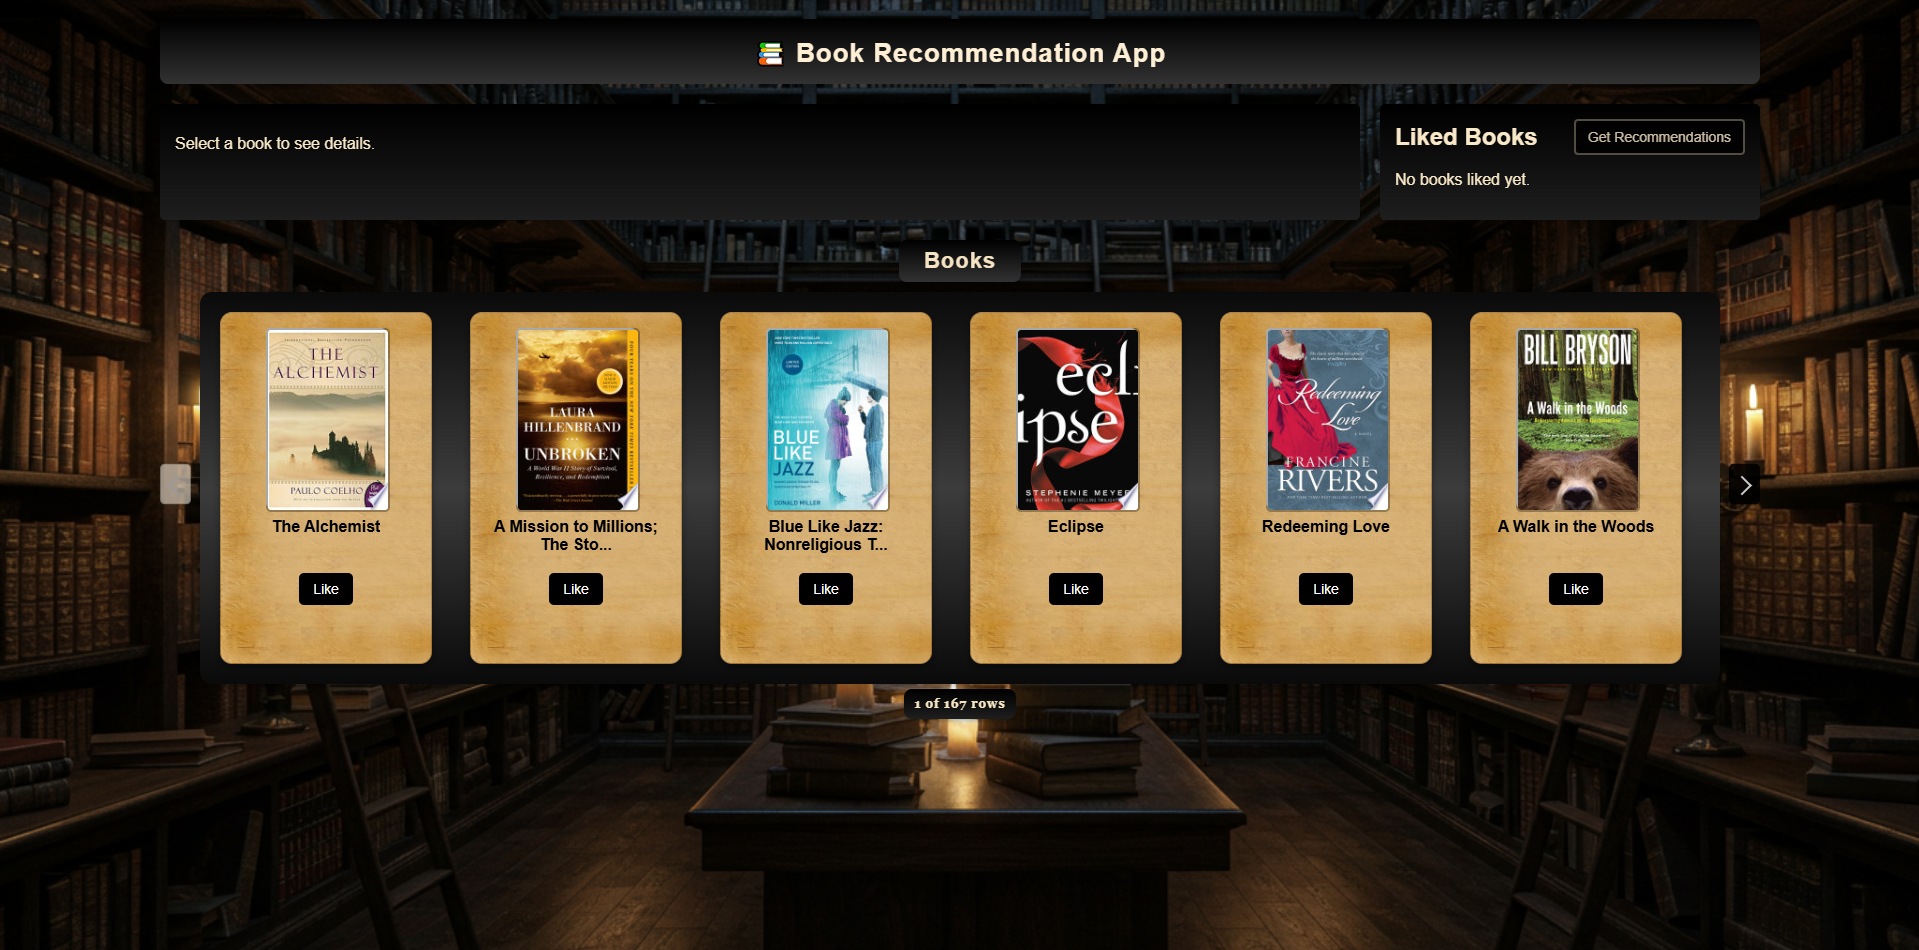 Book Recommendation App
Select a book to see details.
Liked Books
Get Recommendations
No books liked yet.
Books
THE
ALCHEMIST
PAULO COELHO
The Alchemist
Like
LAURA
HILLENBRAND
UNBROKEN
A World War II Story of Survival,
Resilience, and Redemption
A Mission to Millions;
The Sto...
Like
BLUE
LIKE
JAZZ
DONALD MILLER
Blue Like Jazz:
Nonreligious T...
Like
ecl
ipse
STEPHENIE MEYER
Eclipse
Like
Redeeming
Love
FRANCINE
RIVERS
Redeeming Love
Like
BILL BRYSON
A Walk in the Woods
A Walk in the Woods
Like
1 of 167 rows